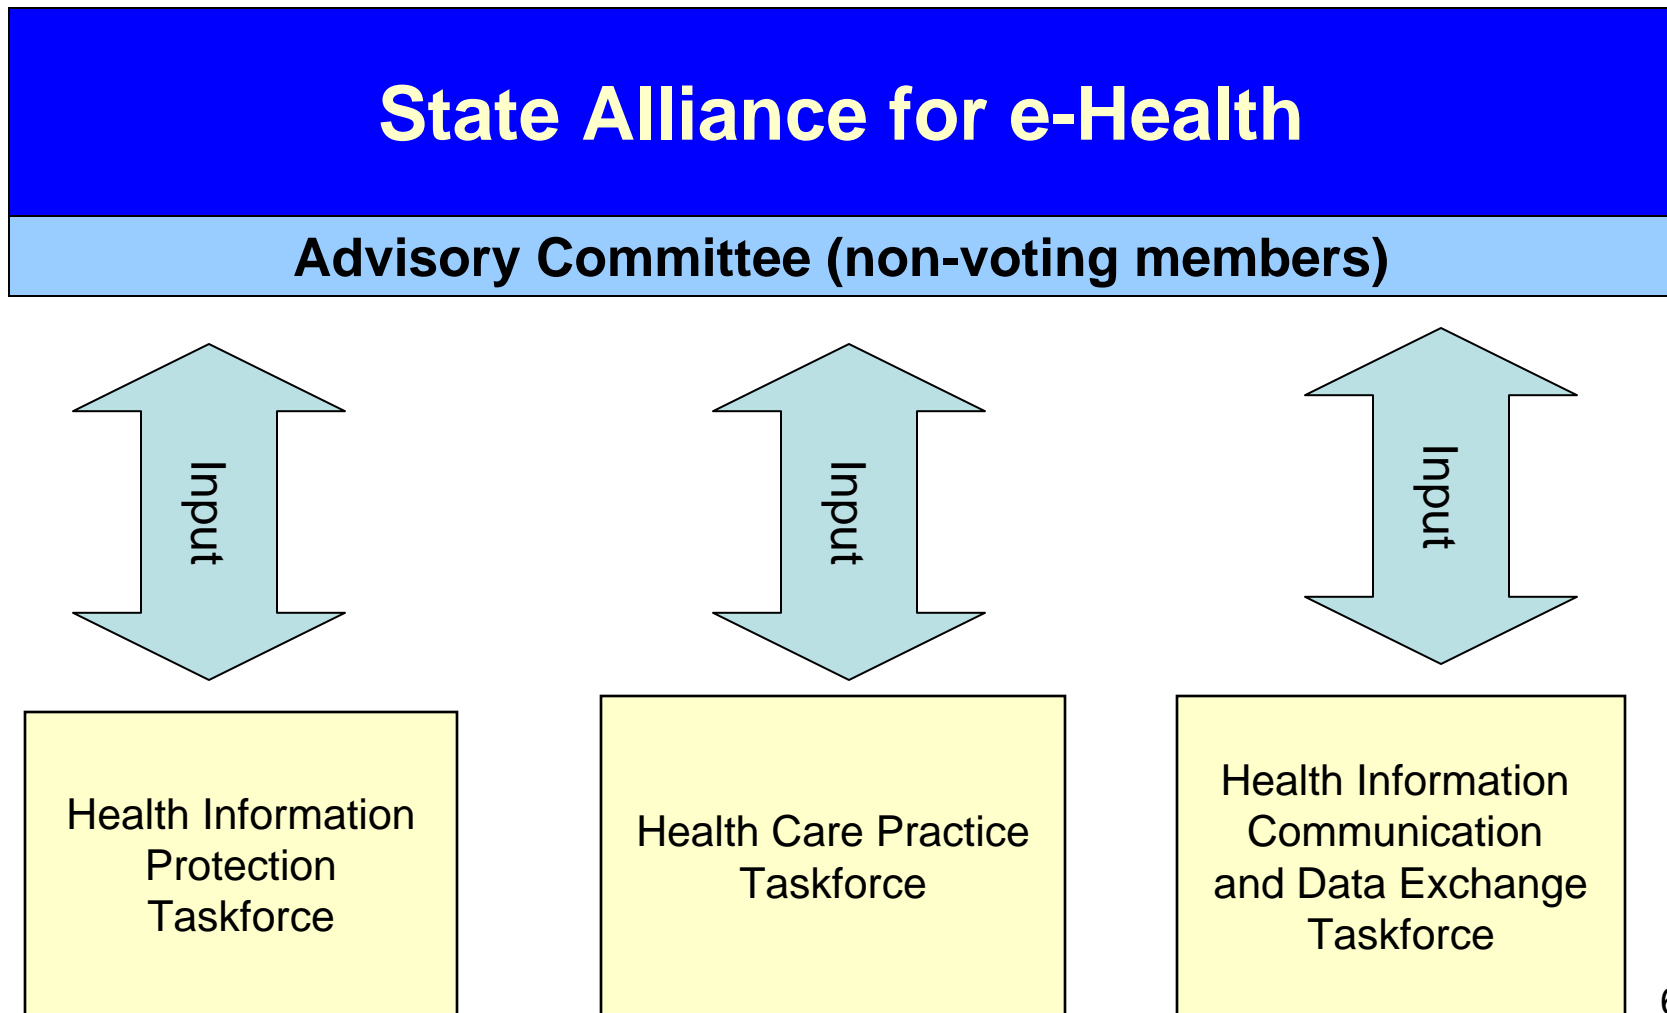 State Alliance for e-Health
Advisory Committee (non-voting members)
Input
Input
Input
Health Information
Protection
Taskforce
Health Care Practice
Taskforce
Health Information
Communication
and Data Exchange
Taskforce
6